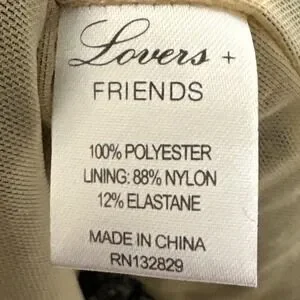 Lovers +
FRIENDS
100% POLYESTER
LINING: 88% NYLON
12% ELASTANE
MADE IN CHINA
RN132829